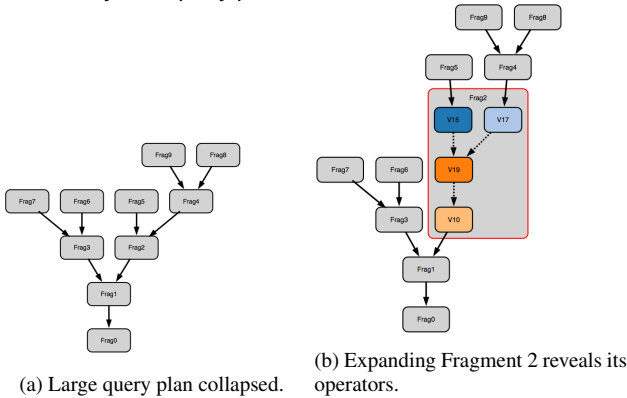 Frag9
Frag8
Frag7
Frag6
Frag5
Frag4
Frag3
Frag2
Frag1
Frag0
(a) Large query plan collapsed.
Frag9
Frag8
Frag5
Frag4
Frag2
V15
V17
Frag7
Frag6
V19
Frag3
V10
Frag1
Frag0
(b) Expanding Fragment 2 reveals its
operators.